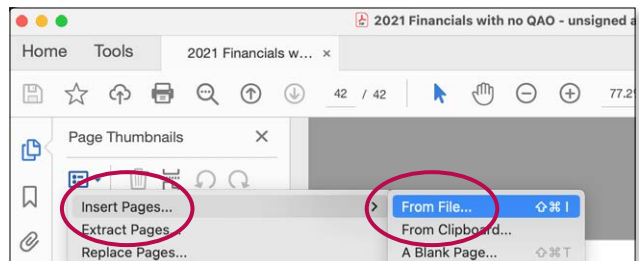 2021 Financials with no QAO - unsigned a
Home Tools 2021 Financials w... ×
42 / 42 77.2
Page Thumbnails ×
Insert Pages... > From File... ⇧⌘I
Extract Pages... From Clipboard...
Replace Pages... A Blank Page... ⇧⌘T